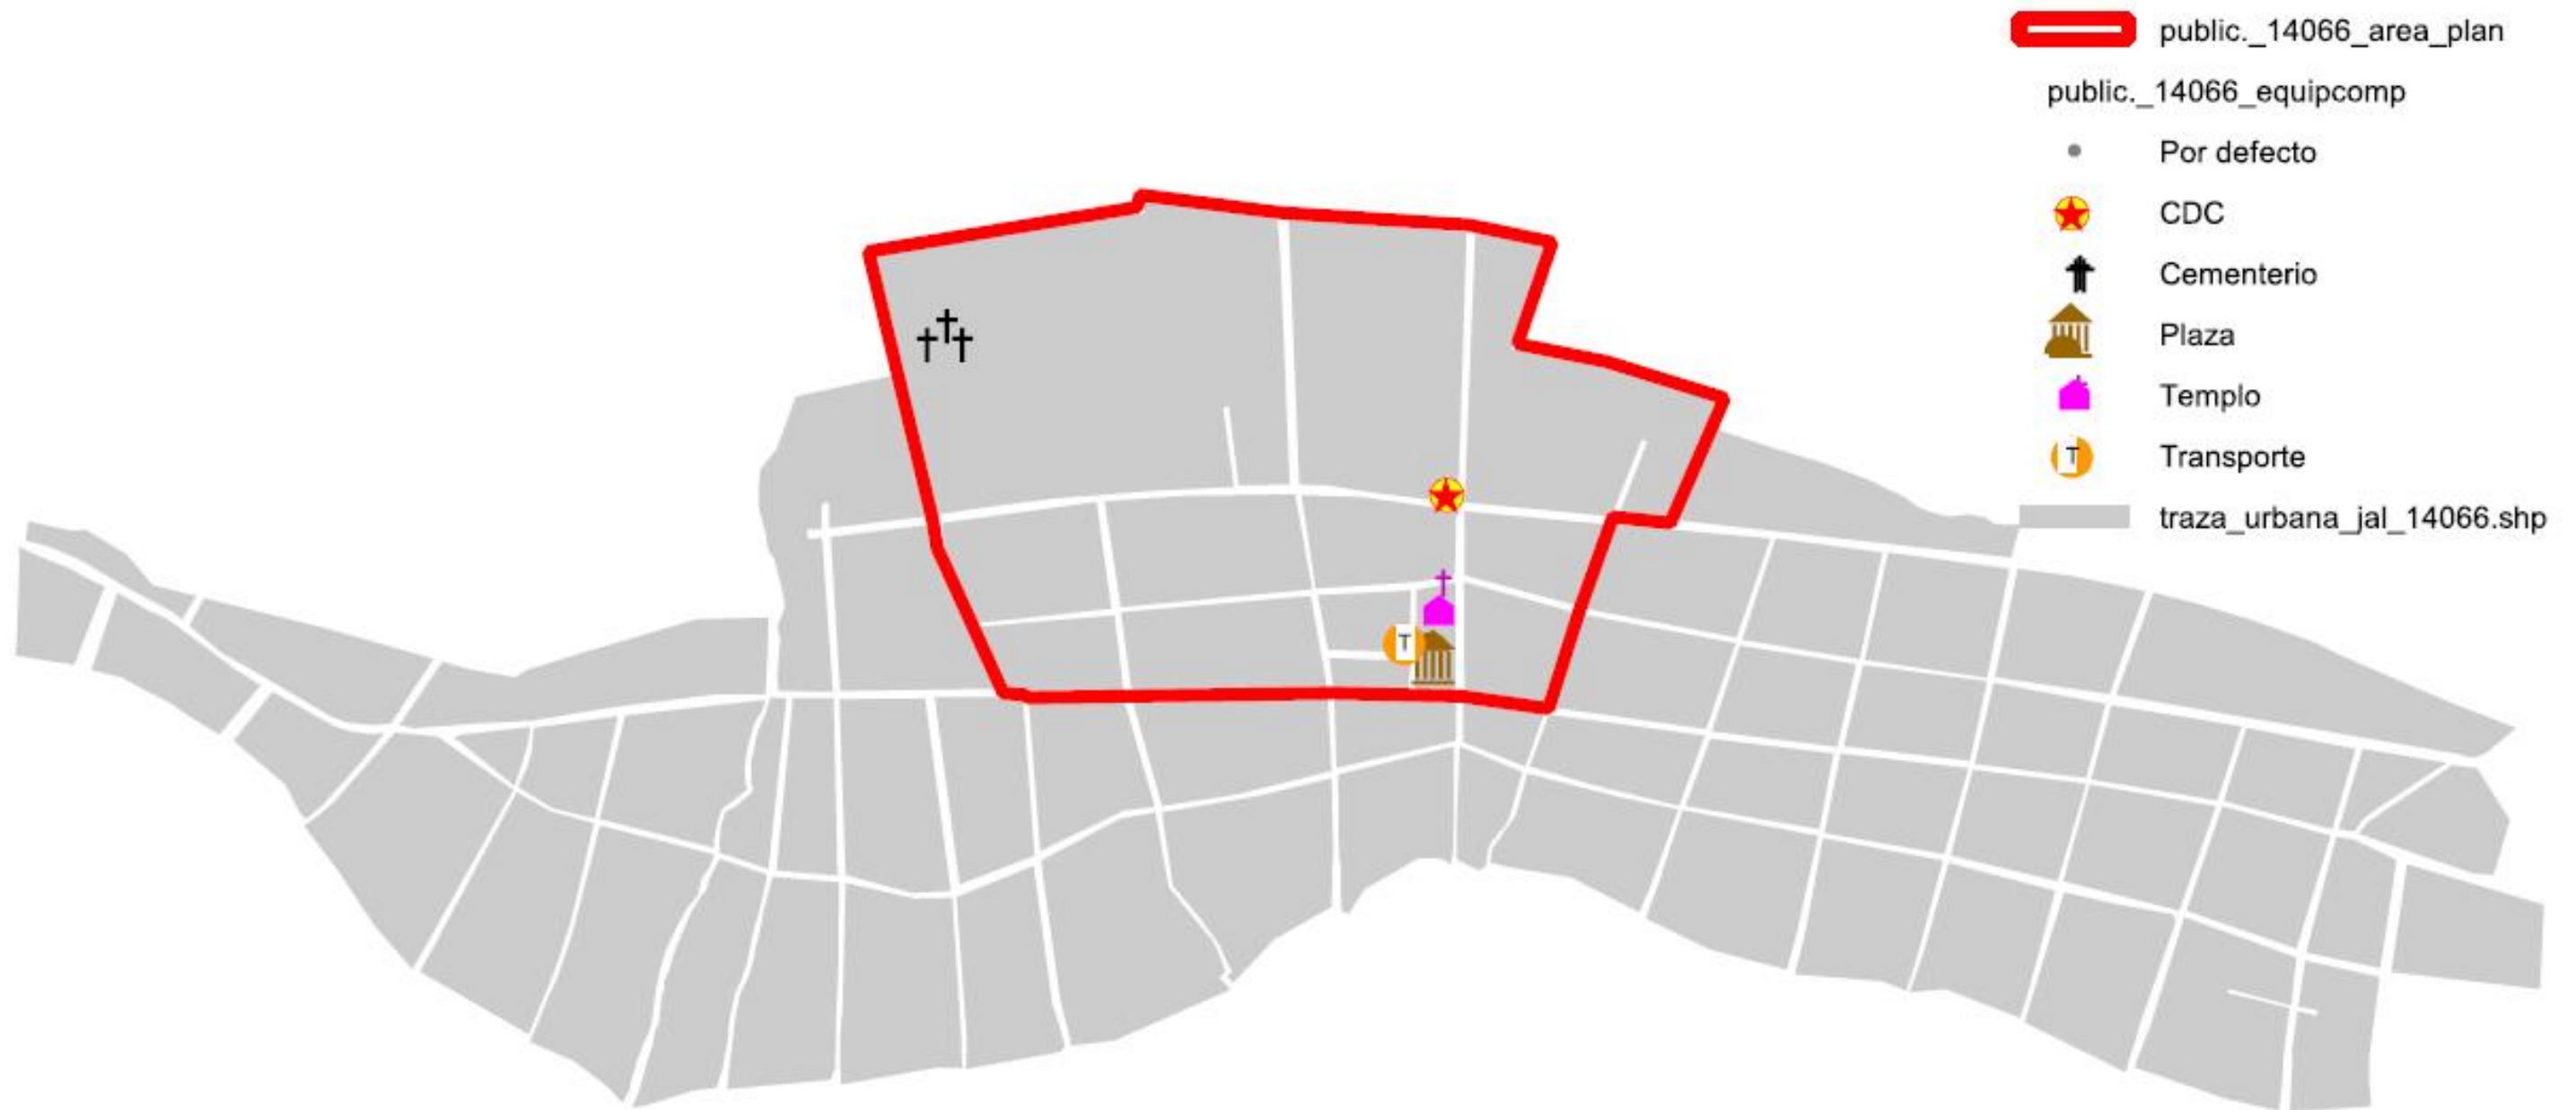 public._14066_area_plan
public._14066_equipcomp
Por defecto
CDC
Cementerio
Plaza
Templo
T
Transporte
traza_urbana_jal_14066.shp
T